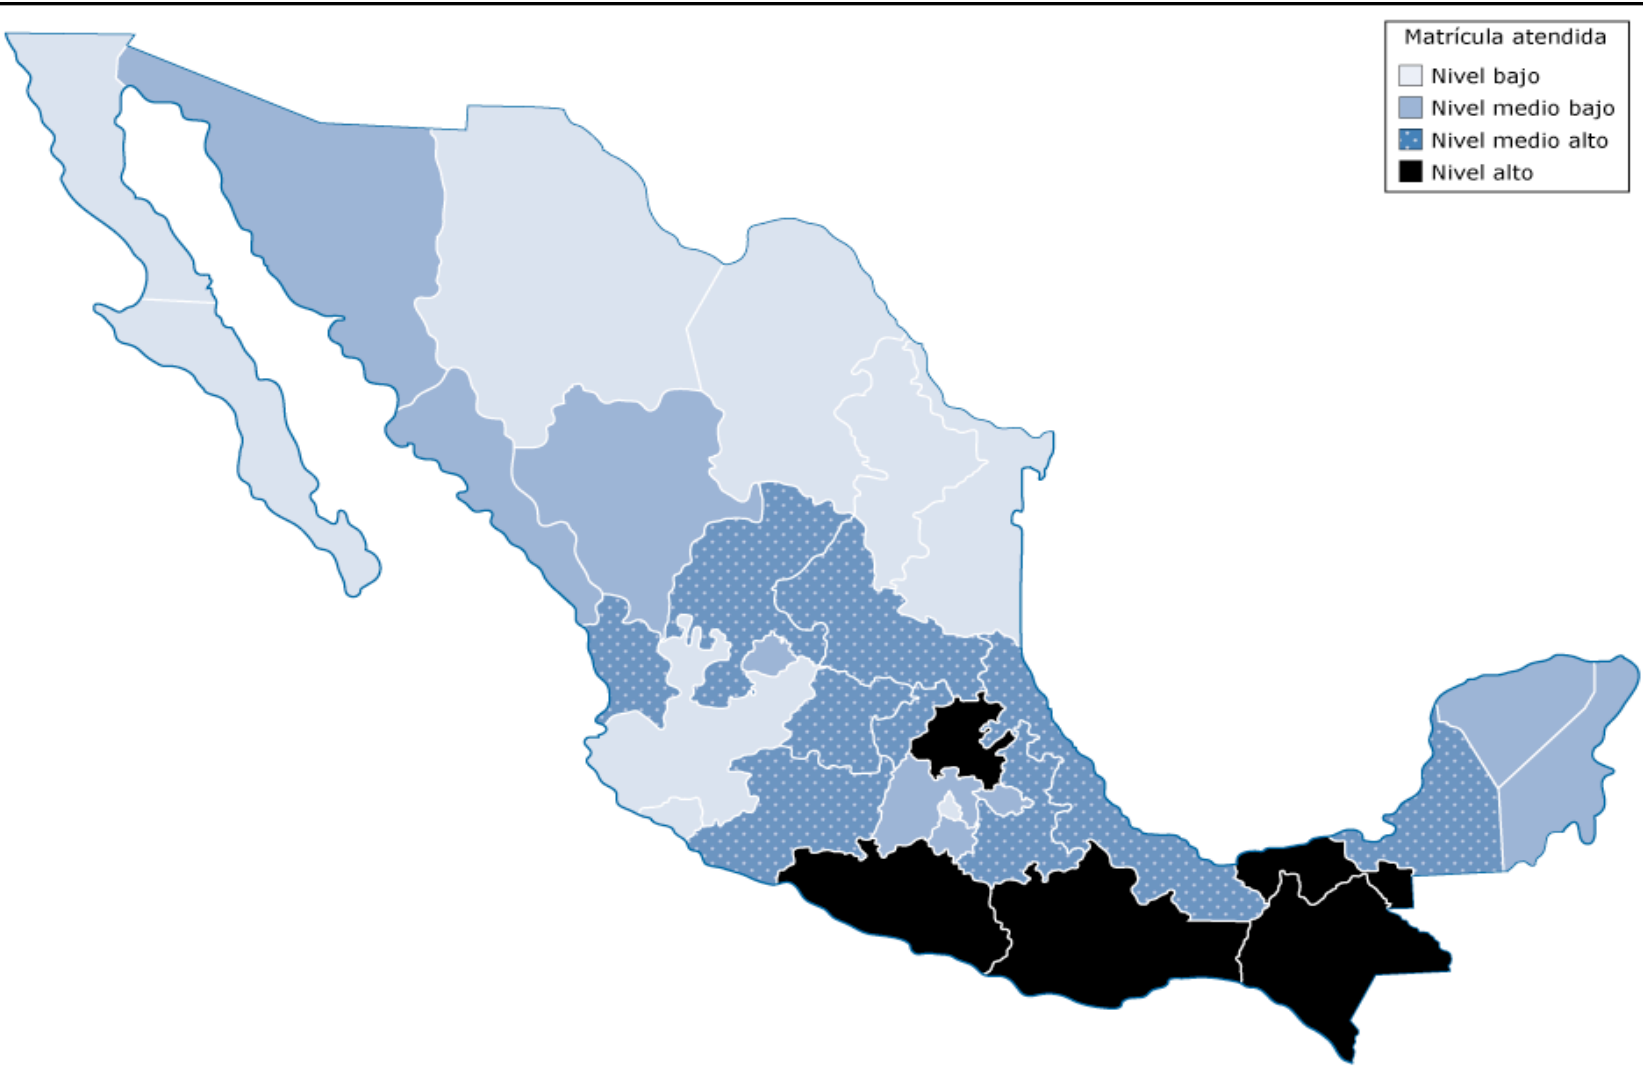 Matrícula atendida
Nivel bajo
Nivel medio bajo
Nivel medio alto
Nivel alto